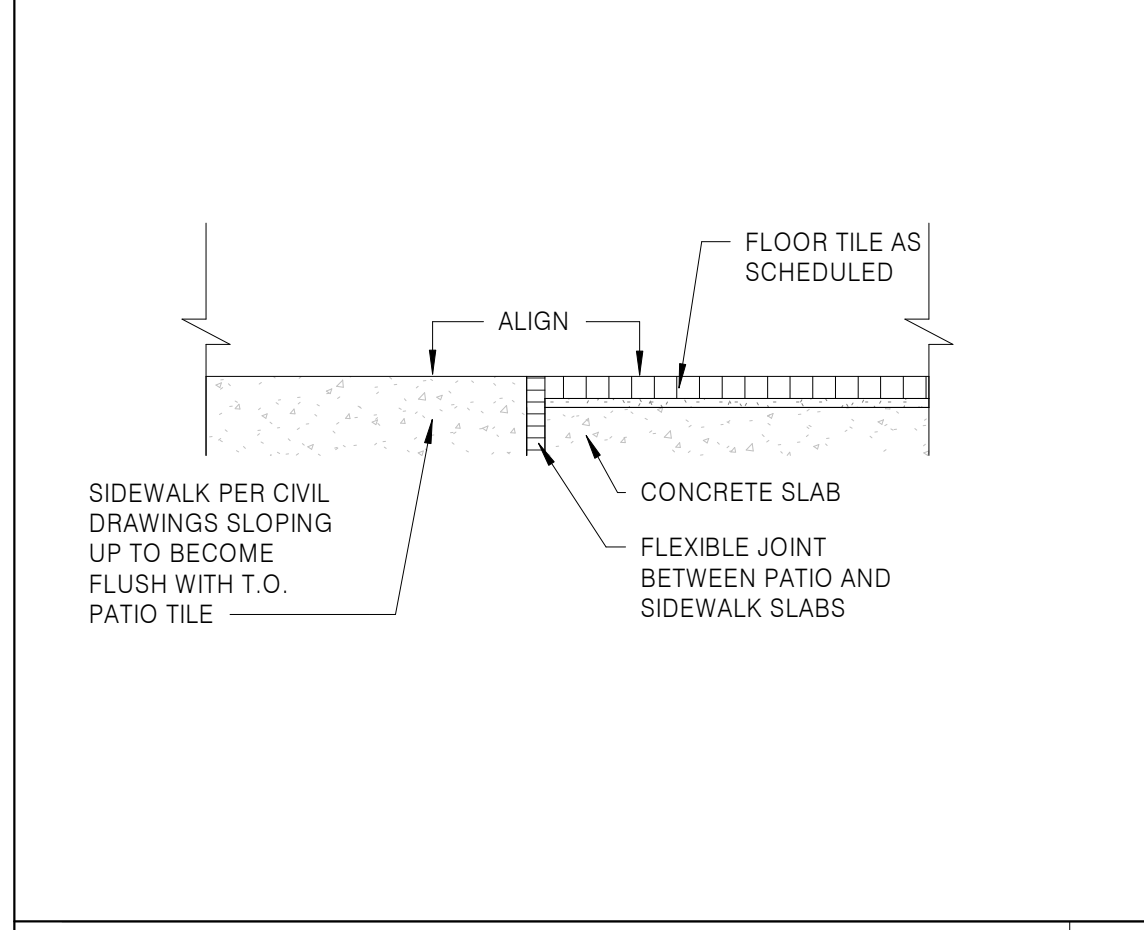 FLOOR TILE AS
SCHEDULED
ALIGN
SIDEWALK PER CIVIL
DRAWINGS SLOPING
UP TO BECOME
FLUSH WITH T.O.
PATIO TILE
CONCRETE SLAB
FLEXIBLE JOINT
BETWEEN PATIO AND
SIDEWALK SLABS